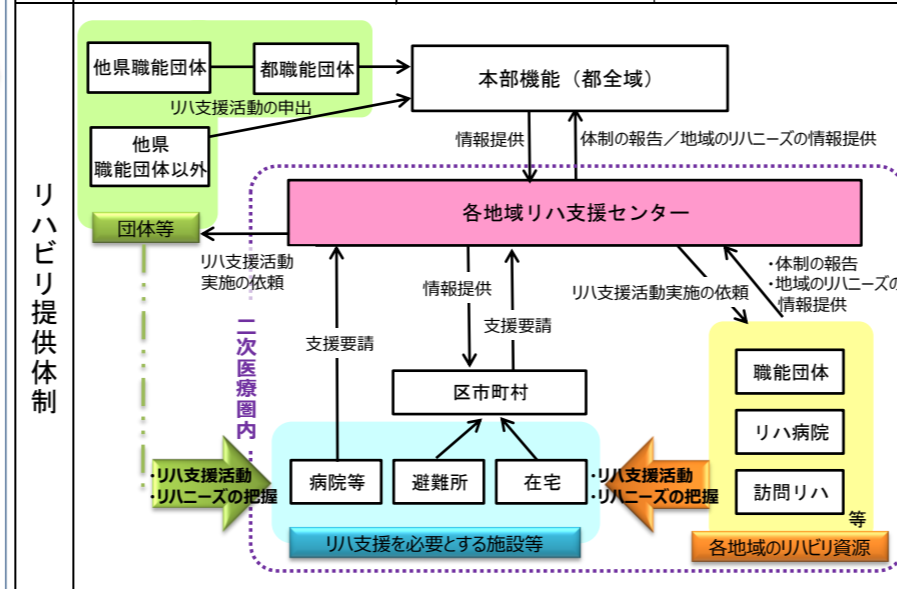 リハビリ提供体制
他県職能団体
都職能団体
本部機能（都全域）
リハ支援活動の申出
他県
職能団体以外
団体等
情報提供
体制の報告／地域のリハニーズの情報提供
各地域リハ支援センター
リハ支援活動
実施の依頼
情報提供
支援要請
支援要請
リハ支援活動実施の依頼
・体制の報告
・地域のリハニーズの
情報提供
二次医療圏内
区市町村
職能団体
リハ病院
訪問リハ
等
各地域のリハビリ資源
・リハ支援活動
・リハニーズの把握
病院等
避難所
在宅
リハ支援を必要とする施設等
・リハ支援活動
・リハニーズの把握